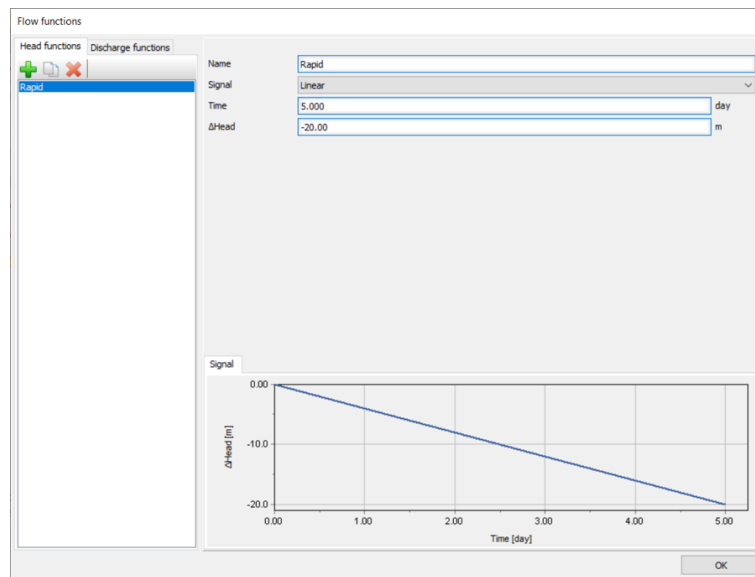 Flow functions
Head functions Discharge functions
Rapid
Name Rapid
Signal Linear
Time 5.000 day
ΔHead -20.00 m
Signal
0.00
-10.0
-20.0
ΔHead [m]
0.00 1.00 2.00 3.00 4.00 5.00
Time [day]
OK